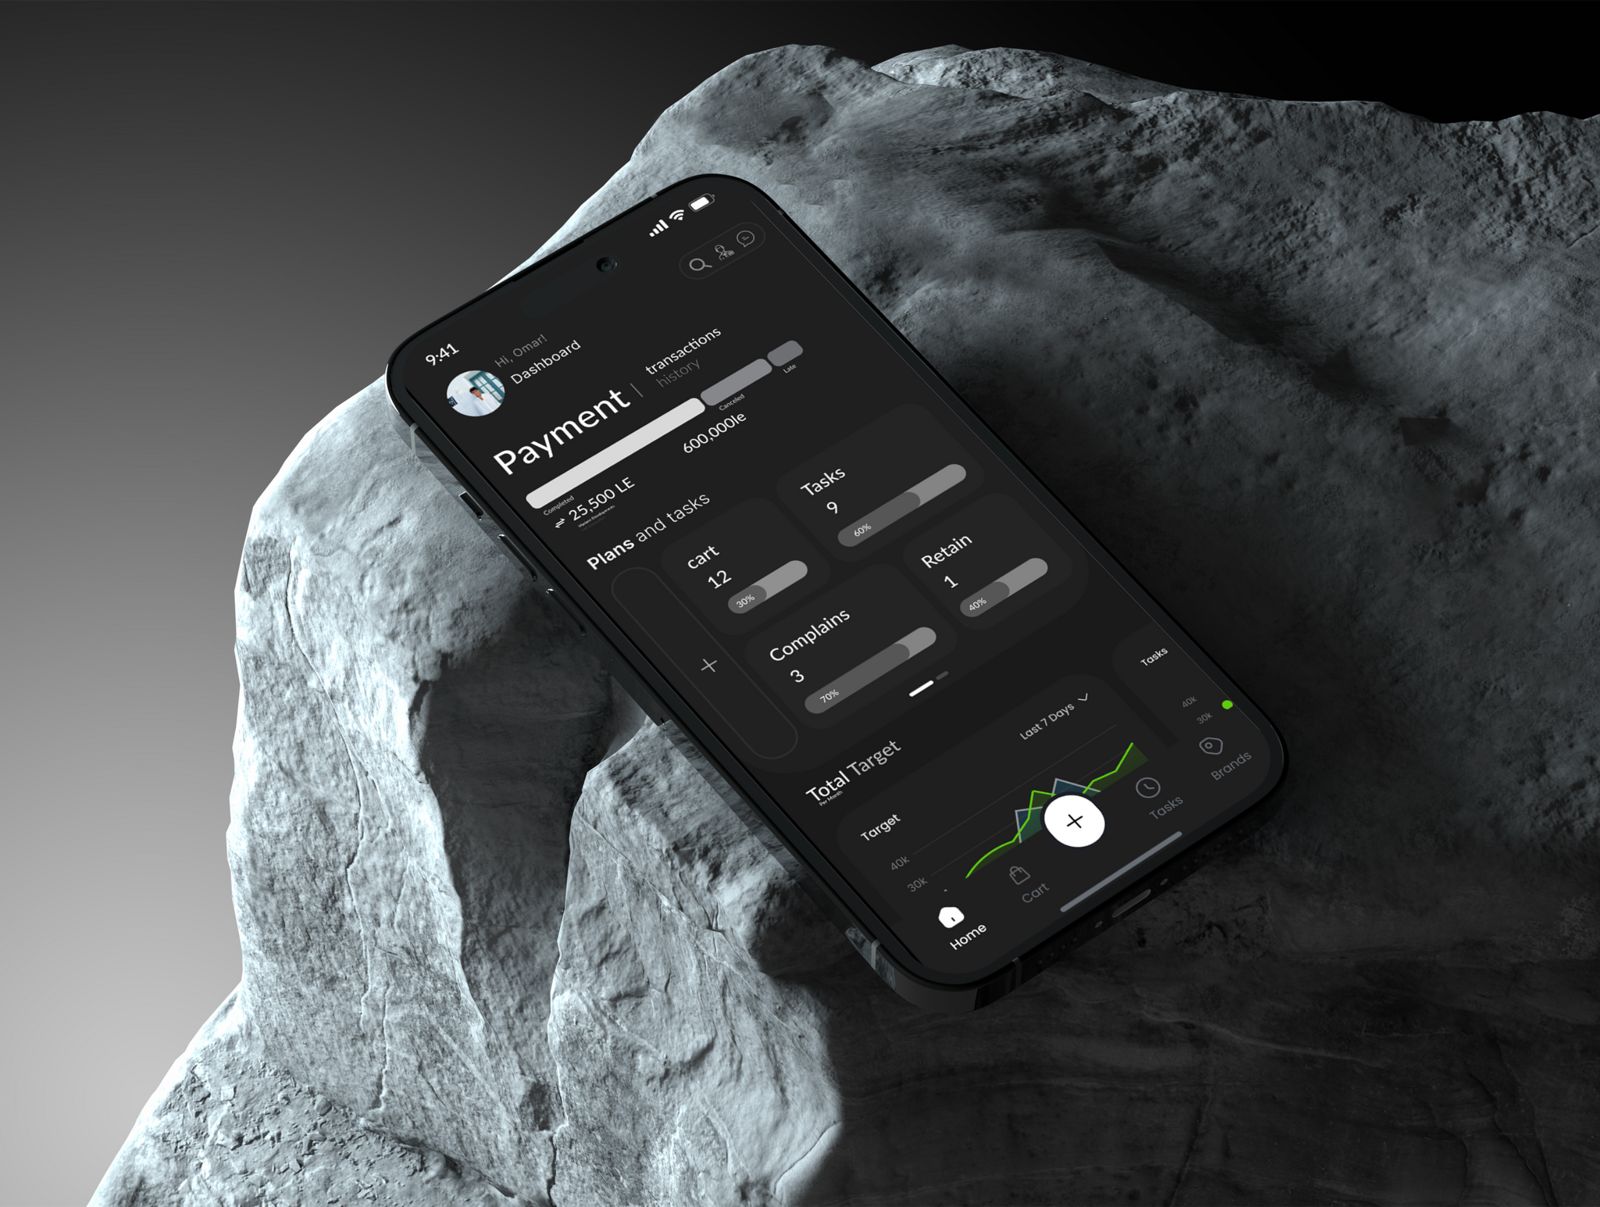 9:41
Hi, Omar!
Dashboard
Payment
transactions
history
Completed
Canceled
Late
25,500 LE
600,000le
Plans and tasks
cart
12
30%
Tasks
9
60%
Complains
3
70%
Retain
1
40%
Total Target
Per Month
Last 7 Days
Target
40k
30k
Tasks
40k
30k
Home
Cart
Tasks
Brands